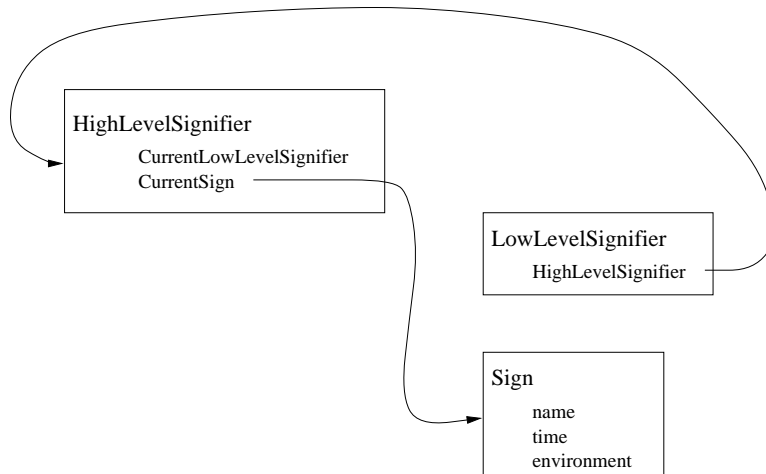 HighLevelSignifier
CurrentLowLevelSignifier
CurrentSign
LowLevelSignifier
HighLevelSignifier
Sign
name
time
environment